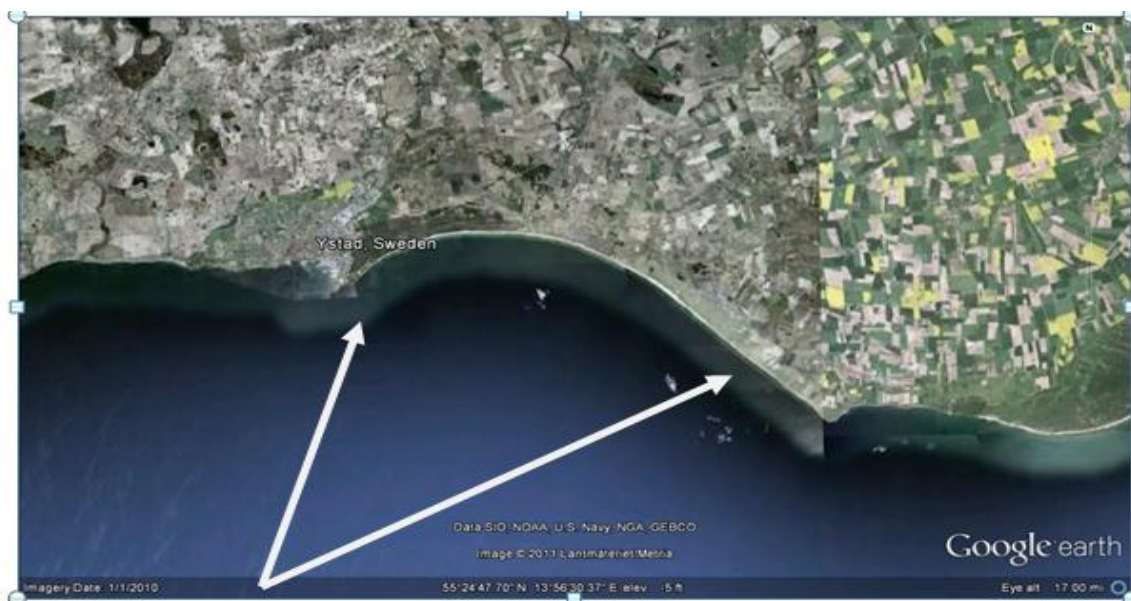 N
Ystad, Sweden
Data SIO, NOAA, U.S. Navy, NGA, GEBCO
Image © 2011 Lantmäteriet/Metria
Google earth
Imagery Date: 1/1/2010
55°24'47.70" N 13°56'30.37" E elev -5 ft
Eye alt 17.00 mi